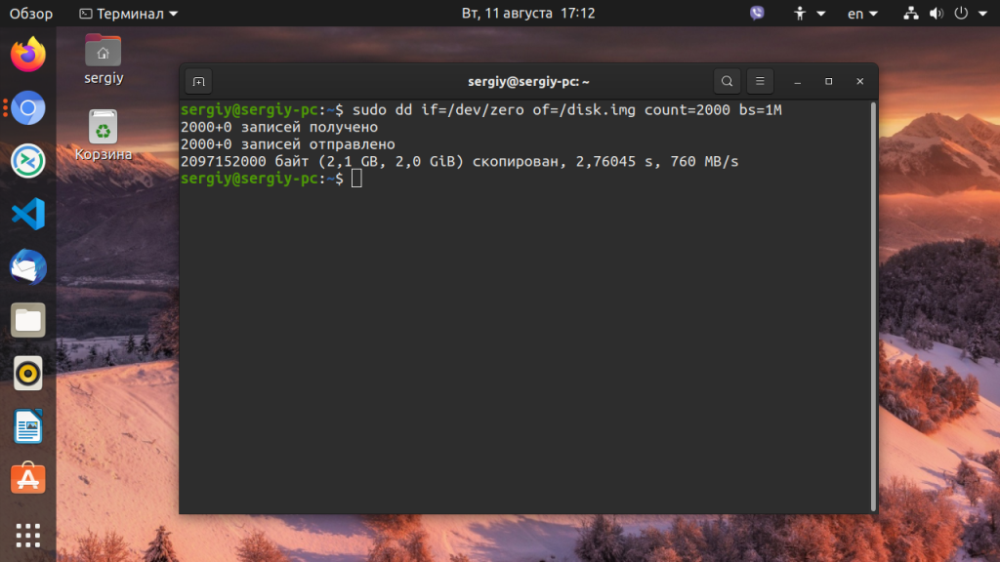 Обзор
Терминал
Вт, 11 августа 17:12
en
sergiy
Корзина
sergiy@sergiy-pc: ~
sergiy@sergiy-pc:~$ sudo dd if=/dev/zero of=/disk.img count=2000 bs=1M
2000+0 записей получено
2000+0 записей отправлено
2097152000 байт (2,1 GB, 2,0 GiB) скопирован, 2,76045 s, 760 MB/s
sergiy@sergiy-pc:~$